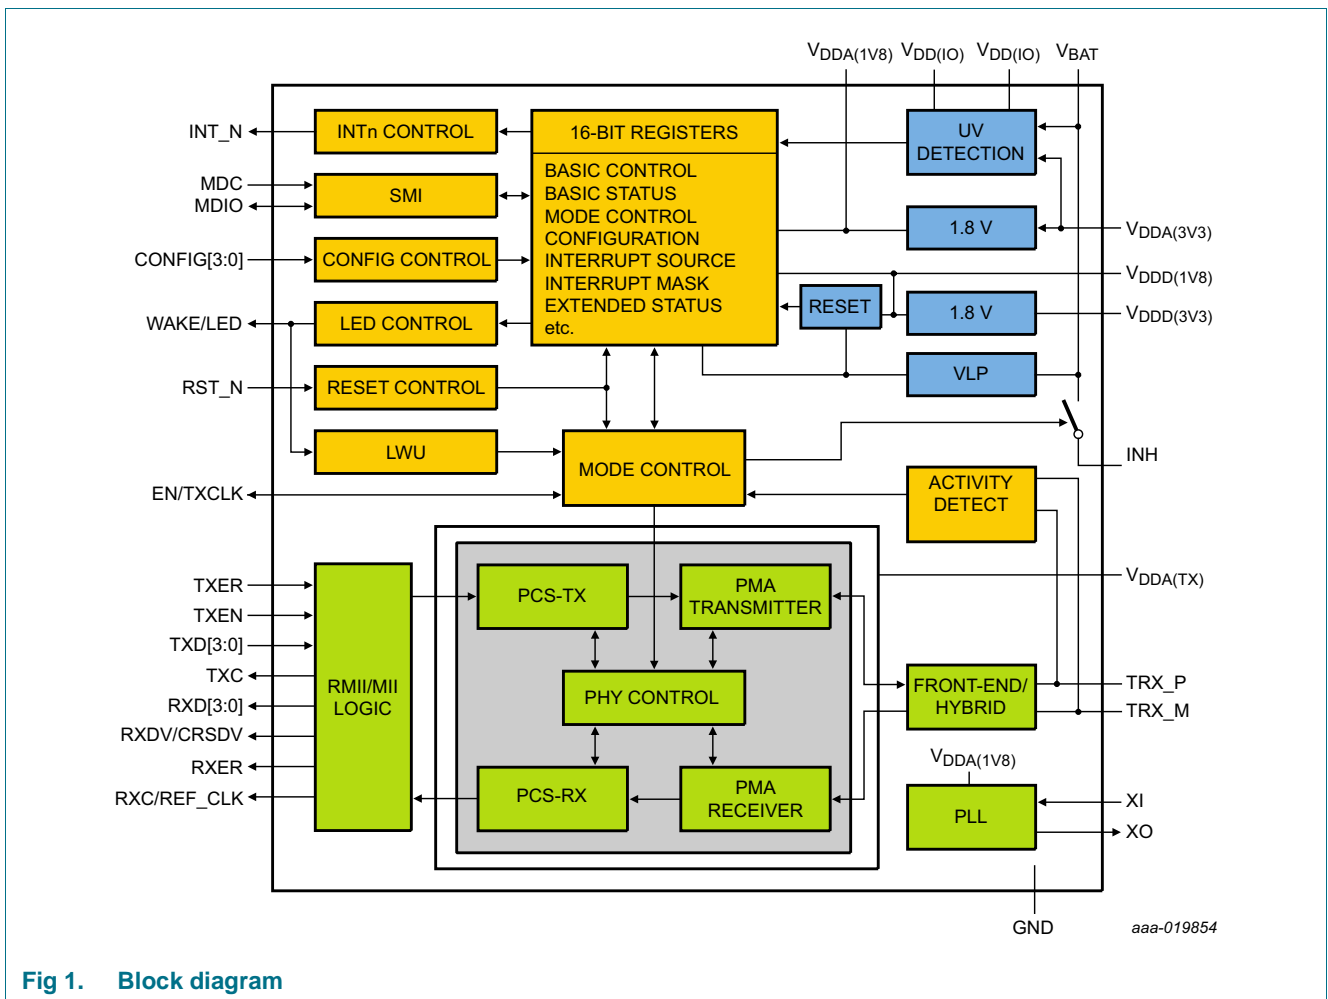 VDDA(1V8) VDD(IO) VDD(IO) VBAT
INT_N
INTn CONTROL
16-BIT REGISTERS
UV
DETECTION
BASIC CONTROL
BASIC STATUS
MODE CONTROL
CONFIGURATION
INTERRUPT SOURCE
INTERRUPT MASK
EXTENDED STATUS
etc.
MDC
MDIO
SMI
1.8 V
VDDA(3V3)
CONFIG[3:0]
CONFIG CONTROL
VDDD(1V8)
RESET
1.8 V
VDDD(3V3)
WAKE/LED
LED CONTROL
VLP
RST_N
RESET CONTROL
LWU
MODE CONTROL
INH
EN/TXCLK
ACTIVITY
DETECT
VDDA(TX)
TXER
TXEN
TXD[3:0]
TXC
RXD[3:0]
RXDV/CRSDV
RXER
RXC/REF_CLK
RMII/MII
LOGIC
PCS-TX
PMA
TRANSMITTER
PHY CONTROL
FRONT-END/
HYBRID
TRX_P
TRX_M
PCS-RX
PMA
RECEIVER
VDDA(1V8)
PLL
XI
XO
GND
aaa-019854
Fig 1. Block diagram